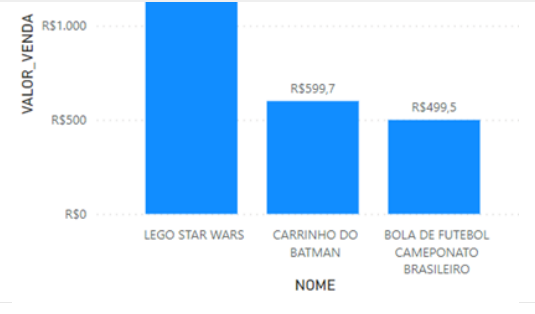 VALOR_VENDA
R$1.000
R$500
R$0
R$599,7
R$499,5
LEGO STAR WARS
CARRINHO DO
BATMAN
BOLA DE FUTEBOL
CAMEPONATO
BRASILEIRO
NOME